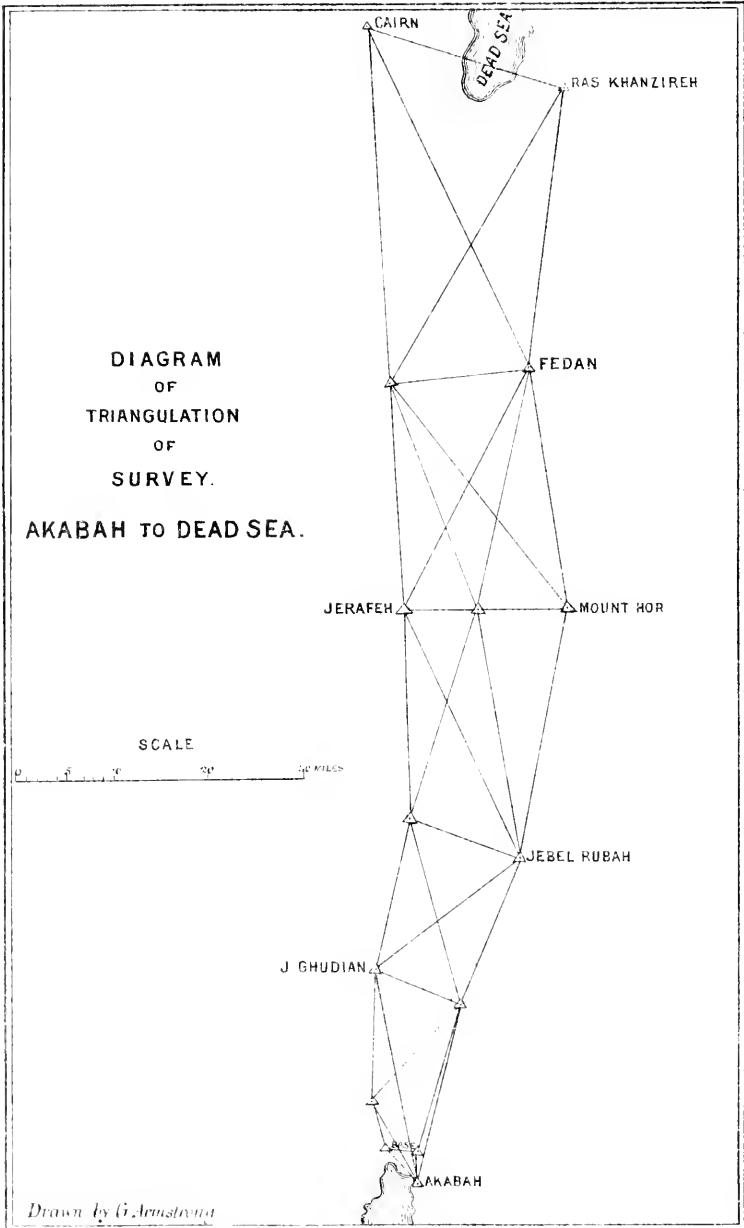 CAIRN
DEAD SEA
RAS KHANZIREH
DIAGRAM
OF
TRIANGULATION
OF
SURVEY.
AKABAH TO DEAD SEA.
FEDAN
JERAFEH
MOUNT HOR
SCALE
0 5 10 20 30 MILES
JEBEL RUBAH
J GHUDIAN
BASE
AKABAH
Drawn by G. Armstrong